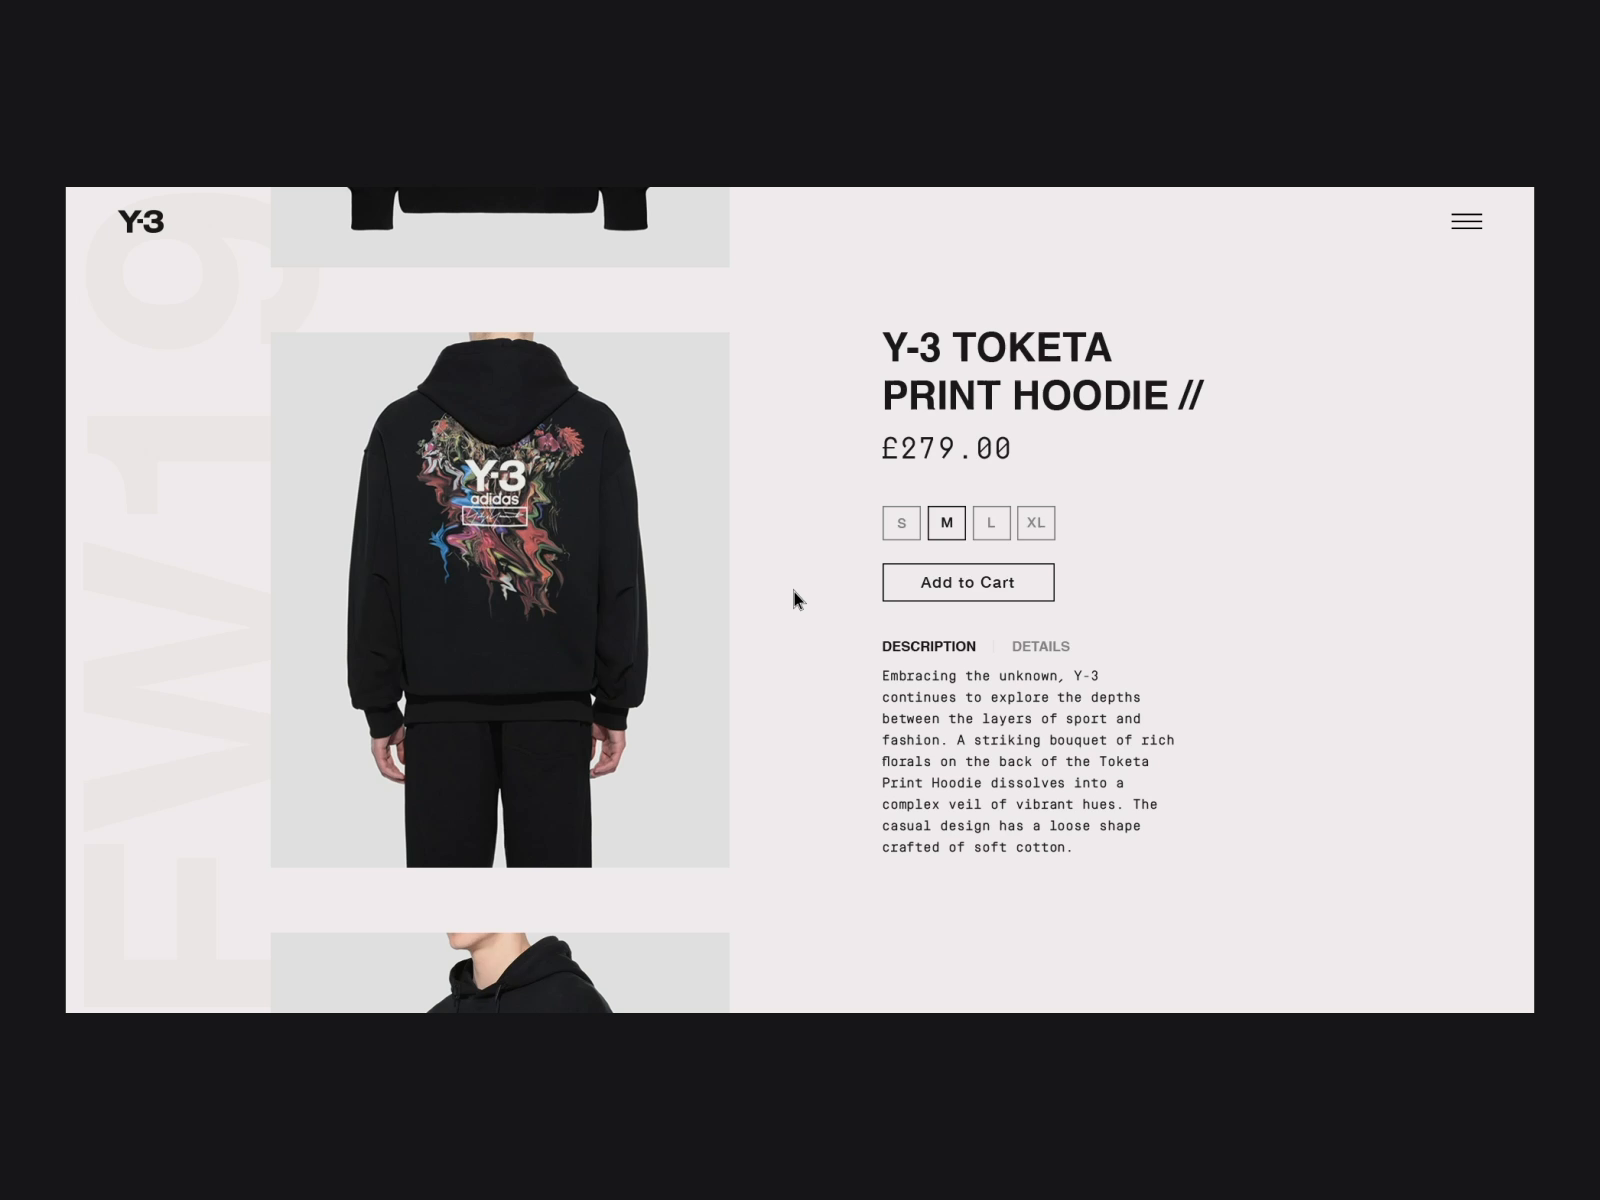 FW19
Y-3
Y-3
adidas
Y-3 TOKETA
PRINT HOODIE //
£279.00
S M L XL
Add to Cart
DESCRIPTION DETAILS
Embracing the unknown, Y-3
continues to explore the depths
between the layers of sport and
fashion. A striking bouquet of rich
florals on the back of the Toketa
Print Hoodie dissolves into a
complex veil of vibrant hues. The
casual design has a loose shape
crafted of soft cotton.